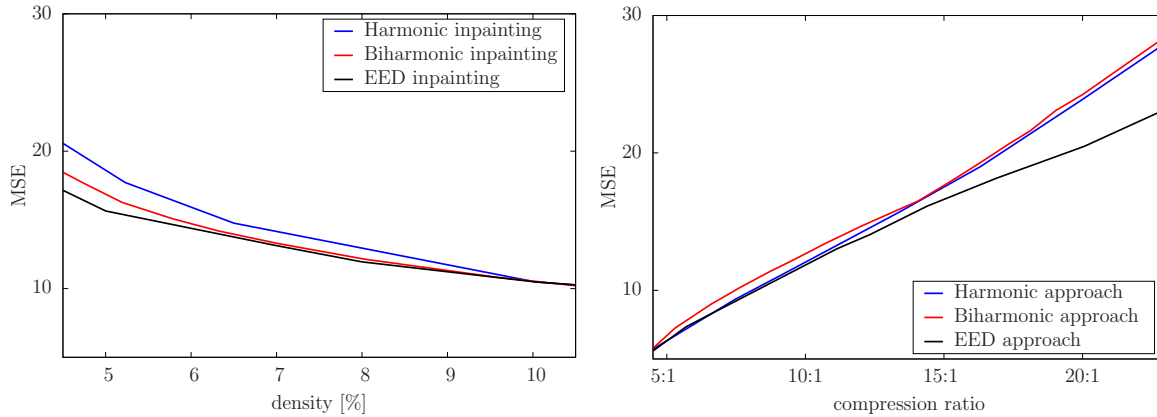 30
20
10
MSE
Harmonic inpainting
Biharmonic inpainting
EED inpainting
5 6 7 8 9 10
density [%]
30
20
10
MSE
Harmonic approach
Biharmonic approach
EED approach
5:1 10:1 15:1 20:1
compression ratio